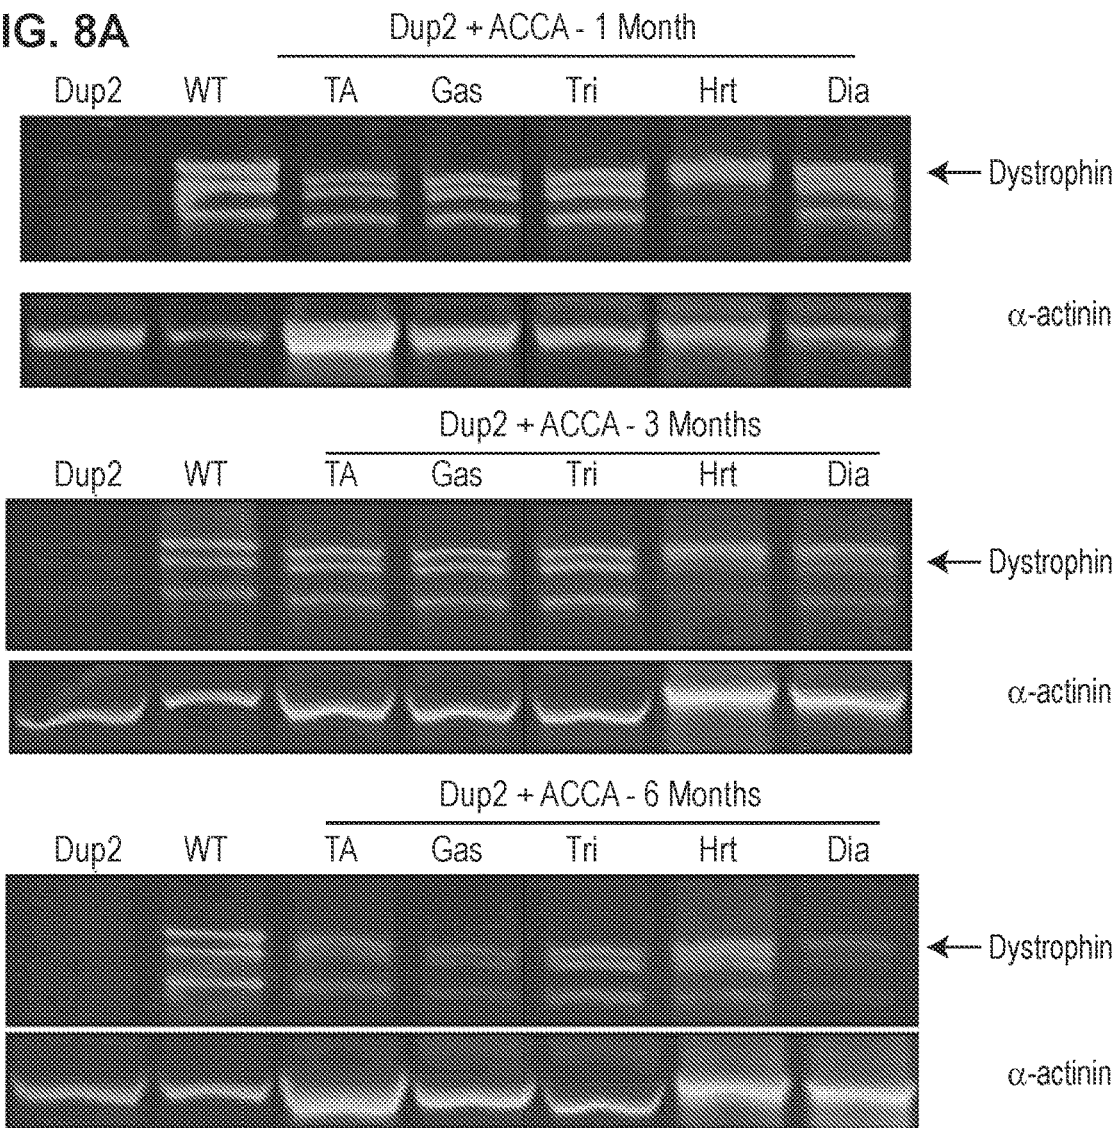 IG. 8A
Dup2 + ACCA - 1 Month
Dup2 WT TA Gas Tri Hrt Dia
Dystrophin
α-actinin
Dup2 + ACCA - 3 Months
Dup2 WT TA Gas Tri Hrt Dia
Dystrophin
α-actinin
Dup2 + ACCA - 6 Months
Dup2 WT TA Gas Tri Hrt Dia
Dystrophin
α-actinin